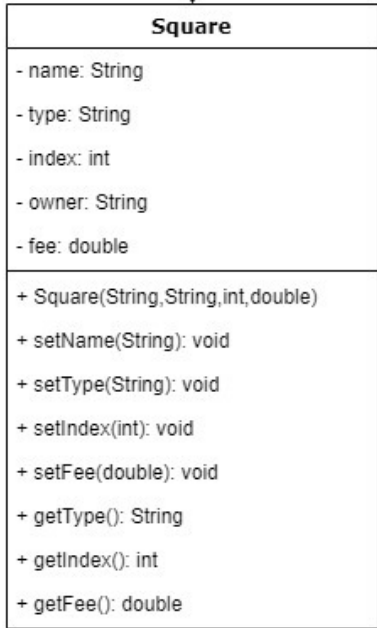 Square
- name: String
- type: String
- index: int
- owner: String
- fee: double
+ Square(String,String,int,double)
+ setName(String): void
+ setType(String): void
+ setIndex(int): void
+ setFee(double): void
+ getType(): String
+ getIndex(): int
+ getFee(): double